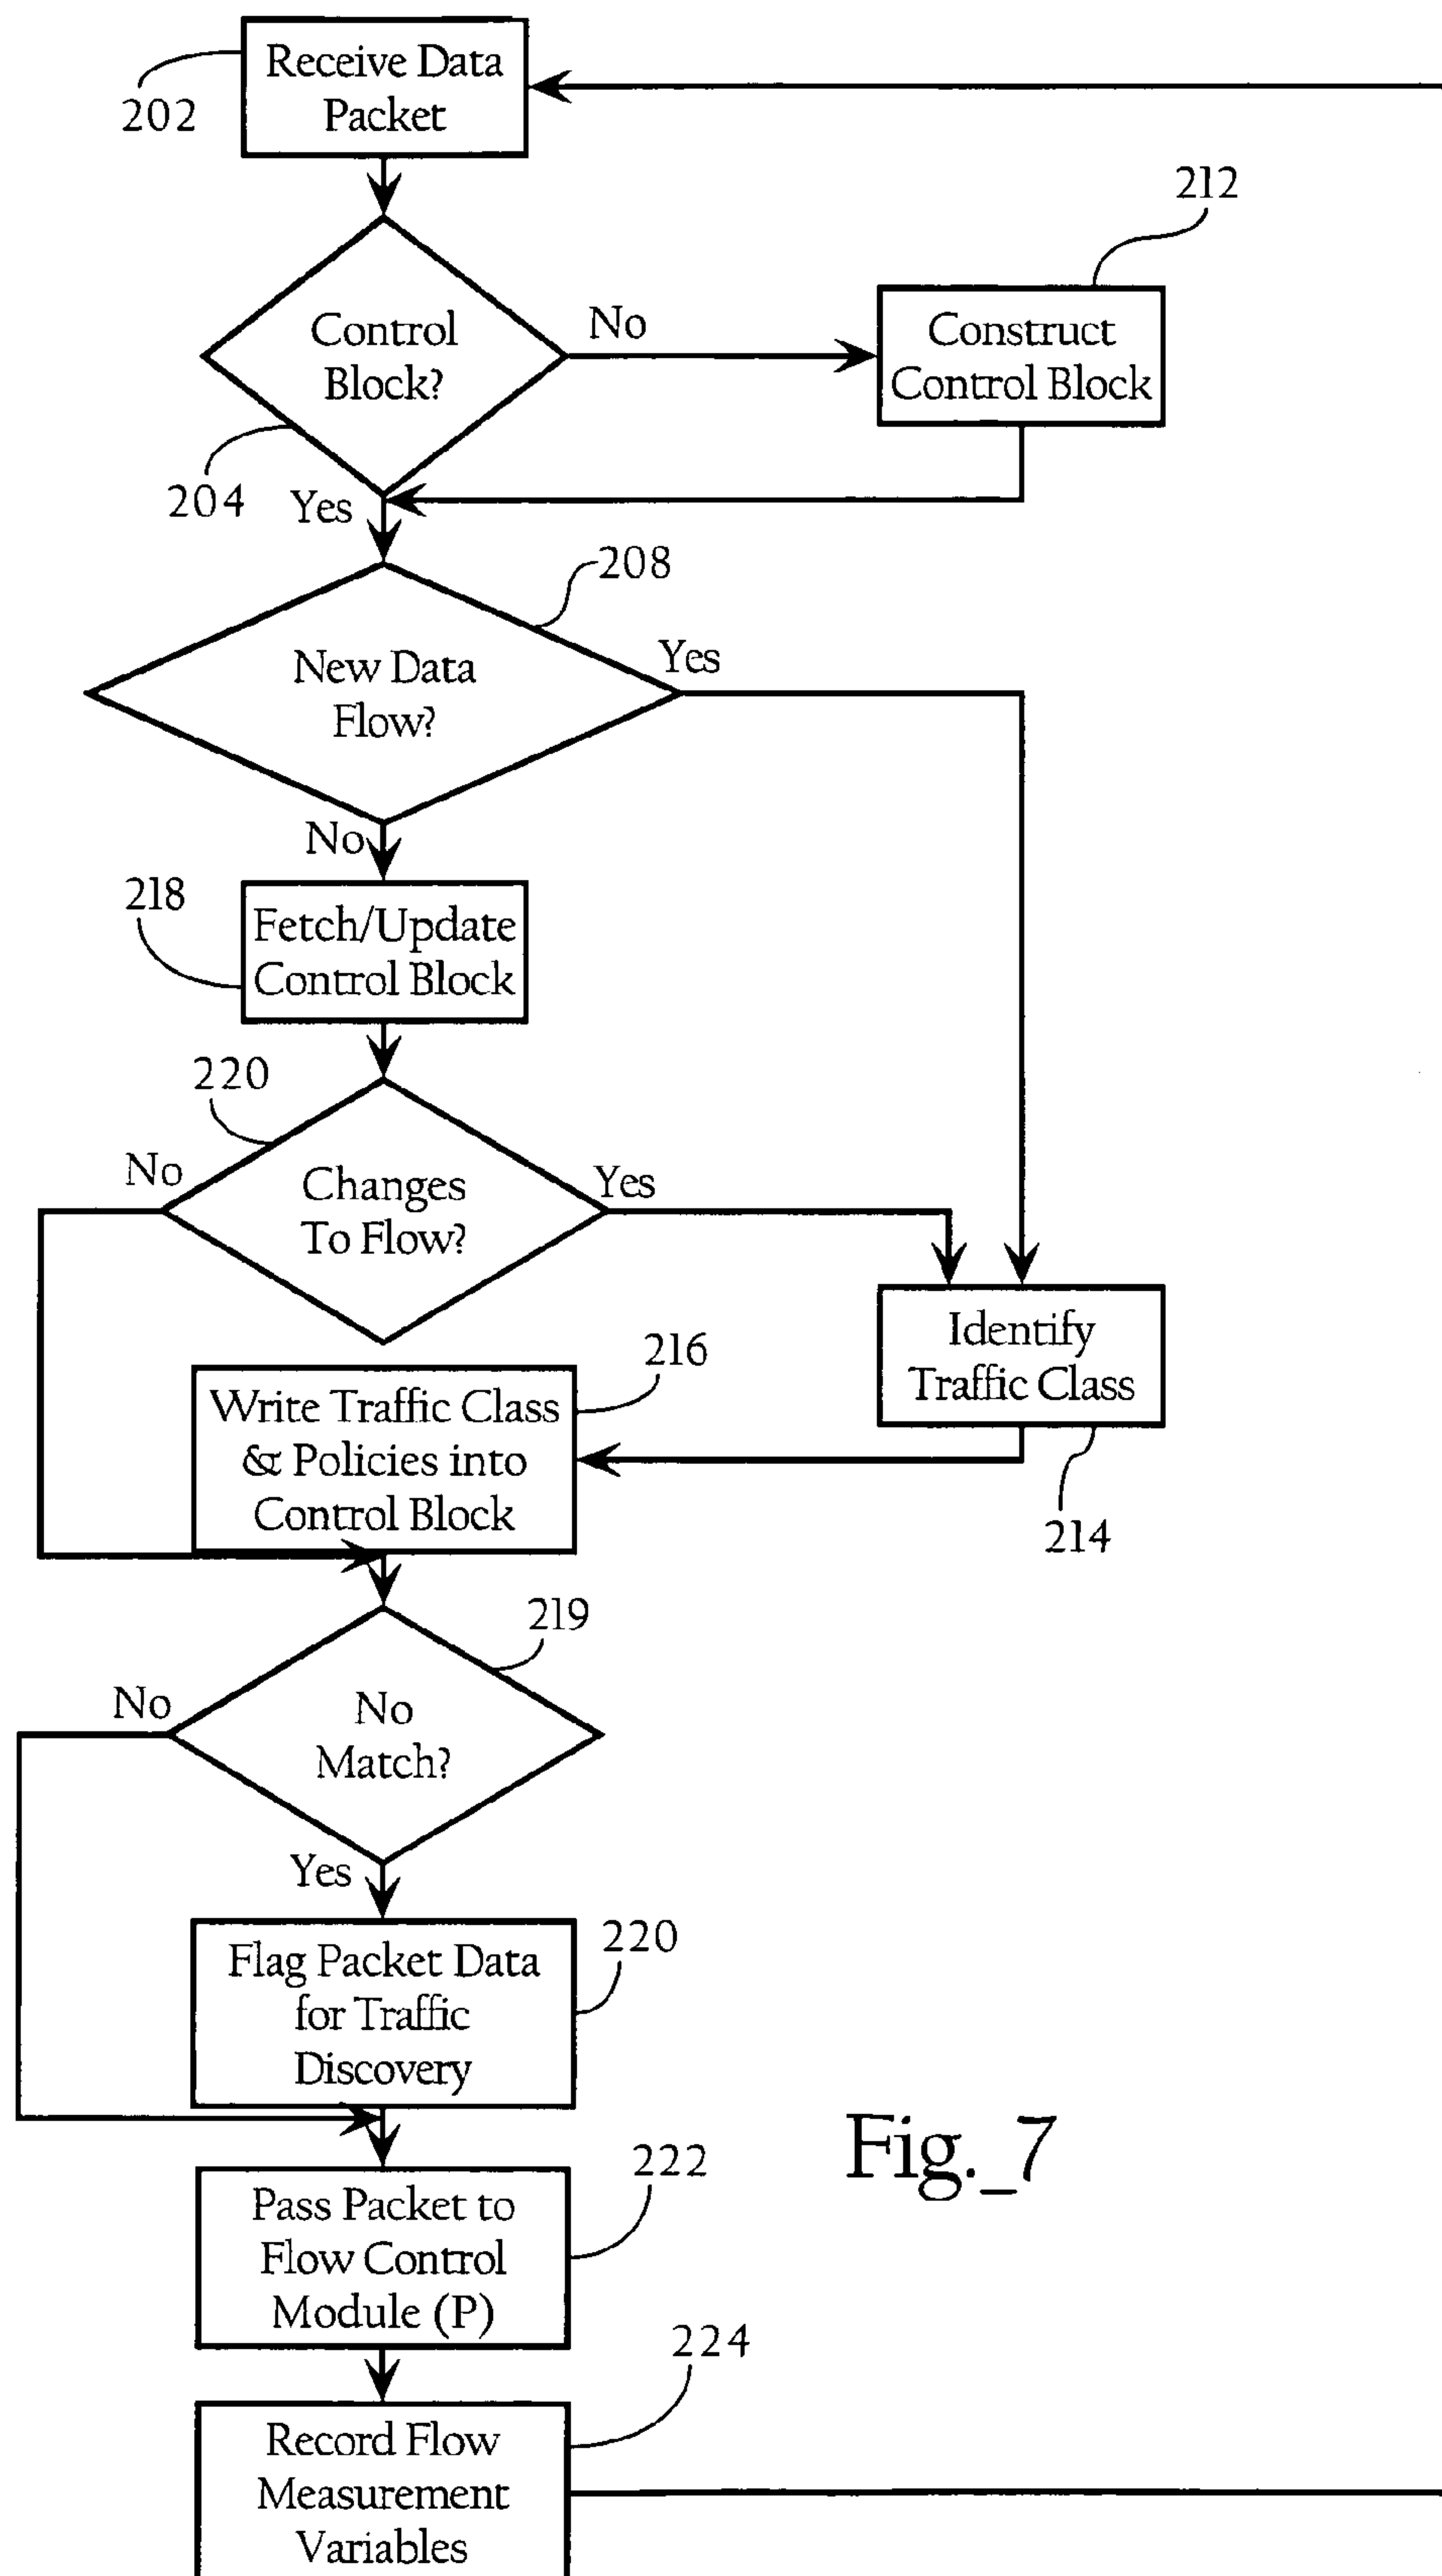 Receive Data
Packet
202
212
Control
Block?
No
Construct
Control Block
204
Yes
208
New Data
Flow?
Yes
No
218
Fetch/Update
Control Block
220
No
Changes
To Flow?
Yes
Identify
Traffic Class
216
Write Traffic Class
& Policies into
Control Block
214
219
No
No
Match?
Yes
220
Flag Packet Data
for Traffic
Discovery
Fig._7
222
Pass Packet to
Flow Control
Module (P)
224
Record Flow
Measurement
Variables